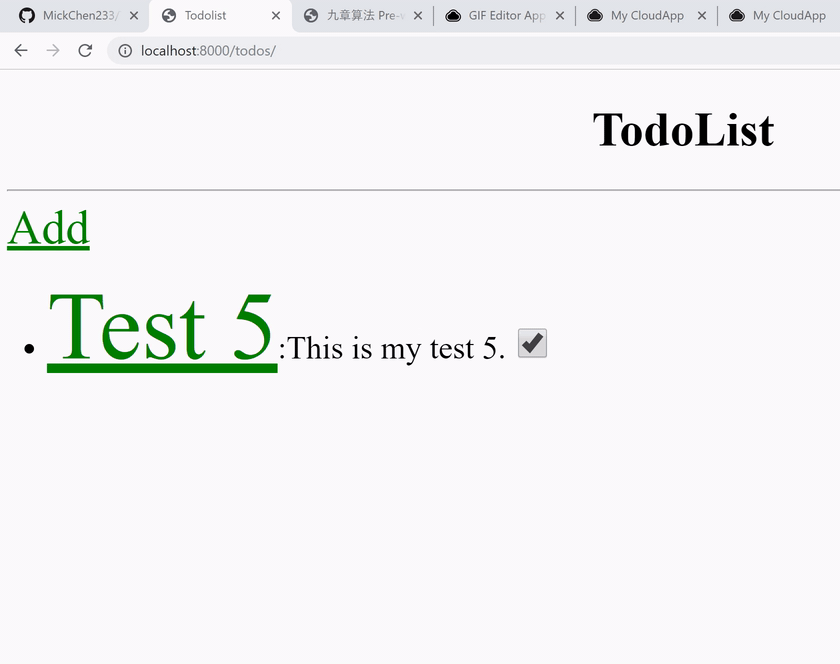 MickChen233/
Todolist
九章算法 Pre-
GIF Editor App
My CloudApp
My CloudApp
localhost:8000/todos/
TodoList
Add
Test 5:This is my test 5.